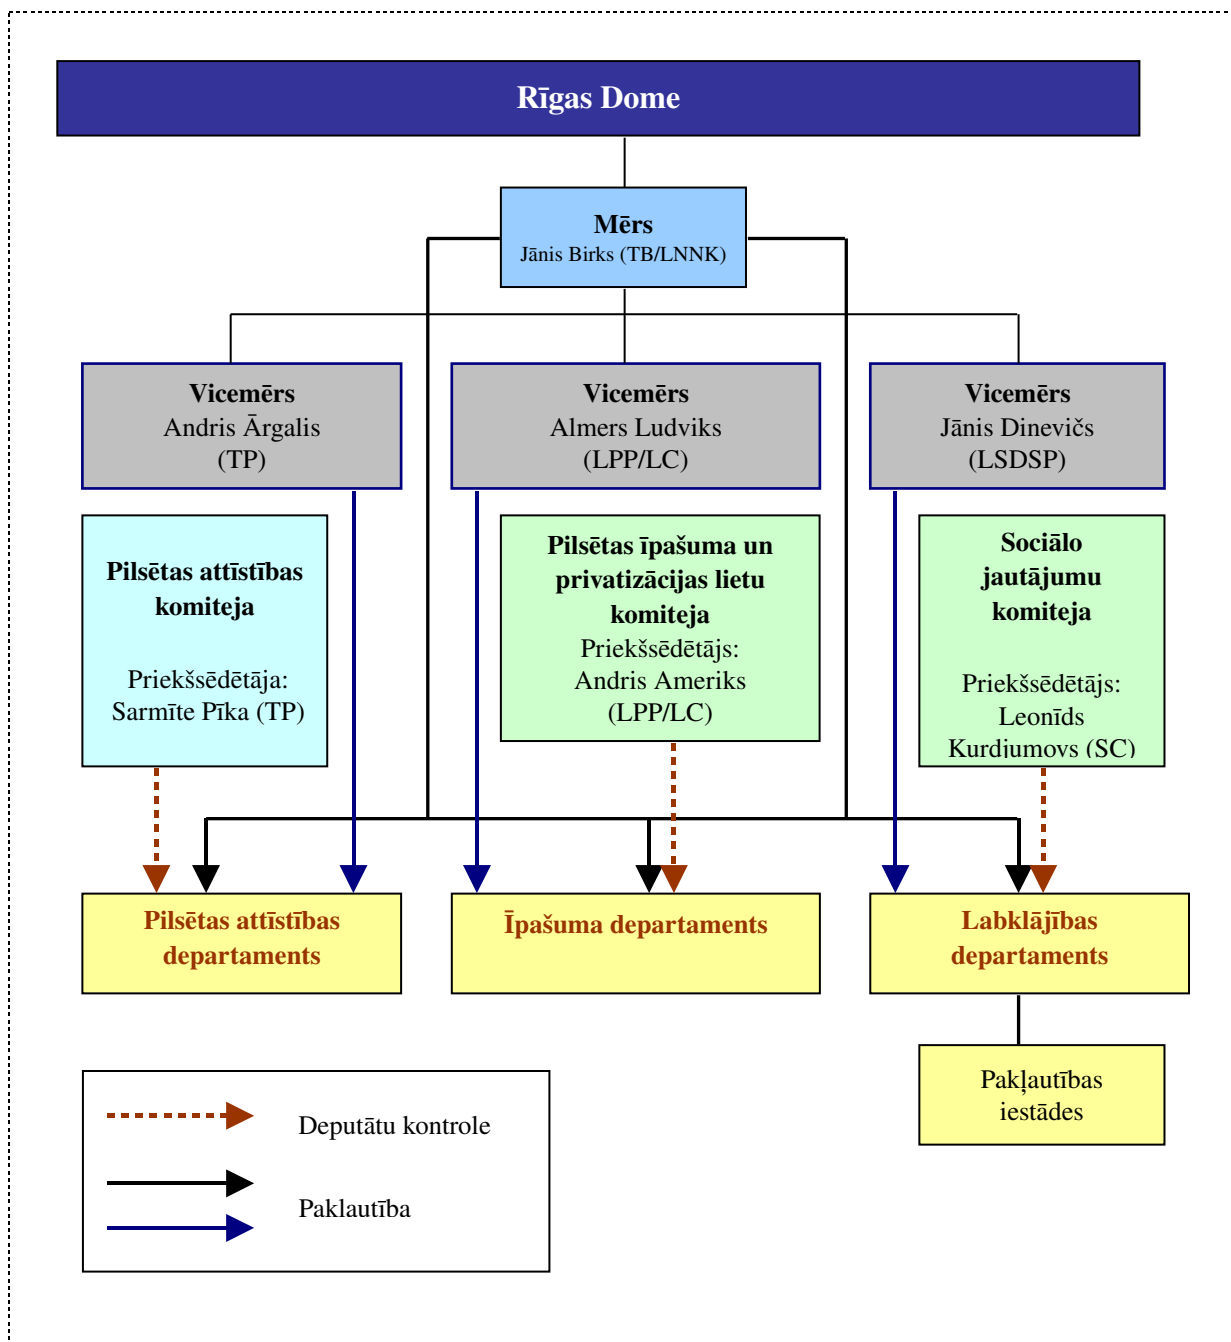 Rīgas Dome
Mērs
Jānis Birks (TB/LNNK)
Vicemērs
Andris Ārgalis
(TP)
Vicemērs
Almers Ludviks
(LPP/LC)
Vicemērs
Jānis Dinevičs
(LSDSP)
Pilsētas attīstības
komiteja
Priekšsēdētāja:
Sarmīte Pīka (TP)
Pilsētas īpašuma un
privatizācijas lietu
komiteja
Priekšsēdētājs:
Andris Ameriks
(LPP/LC)
Sociālo
jautājumu
komiteja
Priekšsēdētājs:
Leonīds
Kurdjumovs (SC)
Pilsētas attīstības
departaments
Īpašuma departaments
Labklājības
departaments
Pakļautības
iestādes
Deputātu kontrole
Paklautība